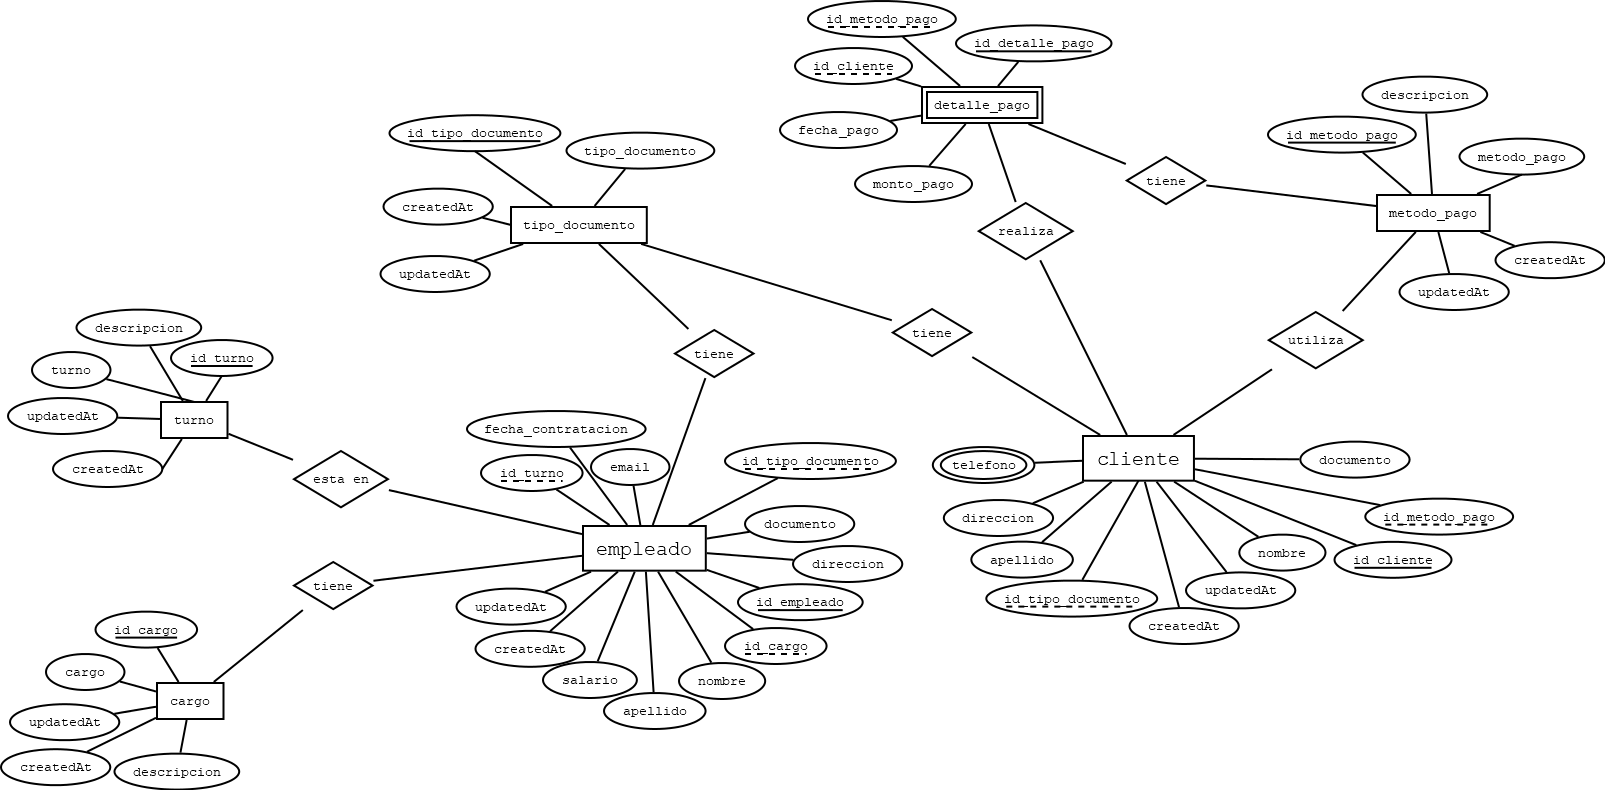 id_metodo_pago
id_detalle_pago
id_cliente
detalle_pago
fecha_pago
monto_pago
descripcion
id_metodo_pago
metodo_pago
metodo_pago
createdAt
updatedAt
tiene
realiza
utiliza
id_tipo_documento
tipo_documento
createdAt
tipo_documento
updatedAt
tiene
tiene
descripcion
id_turno
turno
updatedAt
turno
createdAt
esta en
fecha_contratacion
id_turno
email
id_tipo_documento
documento
empleado
direccion
id_empleado
updatedAt
id_cargo
createdAt
salario
nombre
apellido
tiene
id_cargo
cargo
cargo
updatedAt
createdAt
descripcion
cliente
telefono
documento
direccion
id_metodo_pago
apellido
nombre
id_cliente
id_tipo_documento
updatedAt
createdAt